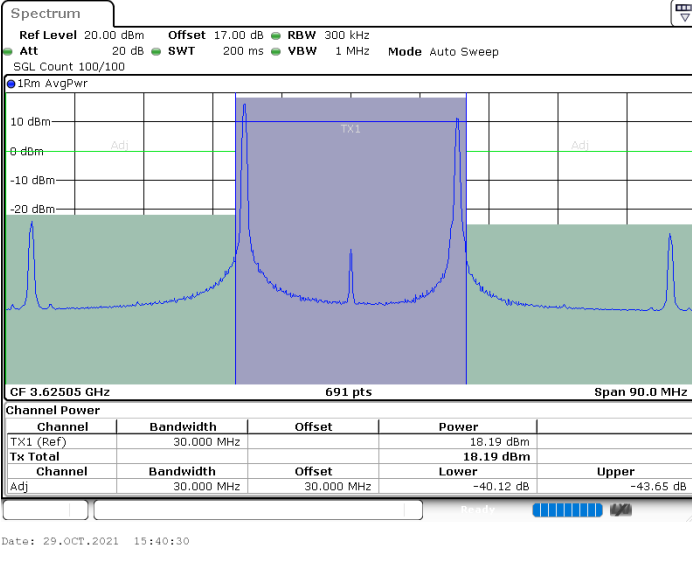 Spectrum
Ref Level 20.00 dBm Offset 17.00 dB RBW 300 kHz
Att 20 dB SWT 200 ms VBW 1 MHz Mode Auto Sweep
SGL Count 100/100
1Rm AvgPwr
10 dBm
TX1
Adj Adj
0 dBm
-10 dBm
-20 dBm
CF 3.62505 GHz 691 pts Span 90.0 MHz
Channel Power
Channel Bandwidth Offset Power
TX1 (Ref) 30.000 MHz 18.19 dBm
Tx Total 18.19 dBm
Channel Bandwidth Offset Lower Upper
Adj 30.000 MHz 30.000 MHz -40.12 dB -43.65 dB
Ready
Date: 29.OCT.2021 15:40:30